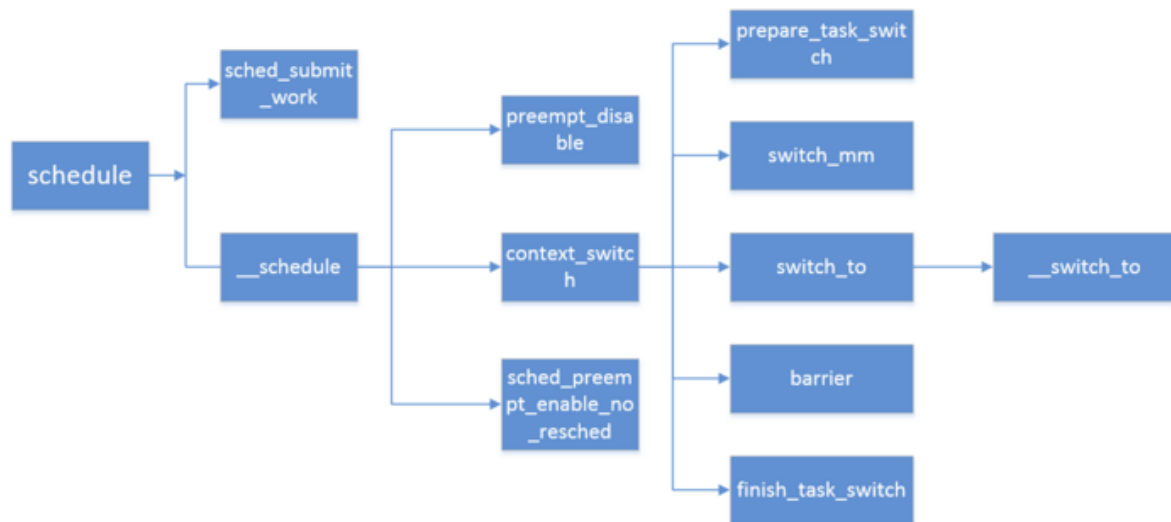 schedule
sched_submit
_work
__schedule
preempt_disa
ble
context_switc
h
sched_preem
pt_enable_no
_resched
prepare_task_swit
ch
switch_mm
switch_to
barrier
finish_task_switch
__switch_to